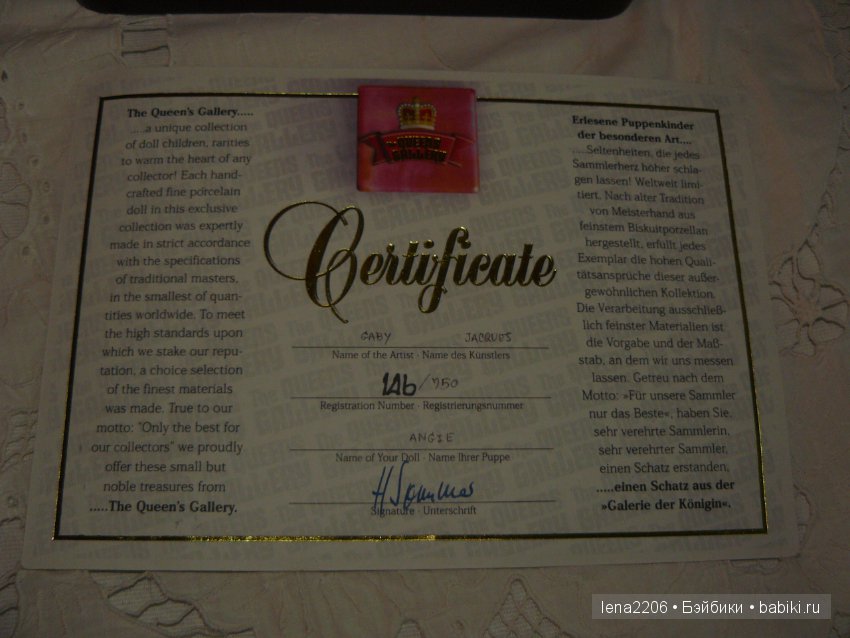 The Queen's Gallery.....
.....a unique collection
of doll children, rarities
to warm the heart of any
collector! Each hand-
crafted fine porcelain
doll in this exclusive
collection was expertly
made in strict accordance
with the specifications
of traditional masters,
in the smallest of quan-
tities worldwide. To meet
the high standards upon
which we stake our repu-
tation, a choice selection
of the finest materials
was made. True to our
motto: "Only the best for
our collectors" we proudly
offer these small but
noble treasures from
.....The Queen's Gallery.
QUEENS
GALLERY
Certificate
GABY JACQUES
Name of the Artist · Name des Künstlers
146/750
Registration Number · Registrierungsnummer
ANGIE
Name of Your Doll · Name Ihrer Puppe
H Sommer
Signature · Unterschrift
Erlesene Puppenkinder
der besonderen Art....
.....Seltenheiten, die jedes
Sammlerherz höher schla-
gen lassen! Weltweit limi-
tiert. Nach alter Tradition
von Meisterhand aus
feinstem Biskuitporzellan
hergestellt, erfüllt jedes
Exemplar die hohen Quali-
tätsansprüche dieser außer-
gewöhnlichen Kollektion.
Die Verarbeitung ausschließ-
lich feinster Materialien ist
die Vorgabe und der Maß-
stab, an dem wir uns messen
lassen. Getreu nach dem
Motto: »Für unsere Sammler
nur das Beste«, haben Sie,
sehr verehrte Sammlerin,
sehr verehrter Sammler,
einen Schatz erstanden,
.....einen Schatz aus der
»Galerie der Königin«.
lena2206 • Бэйбики • babiki.ru